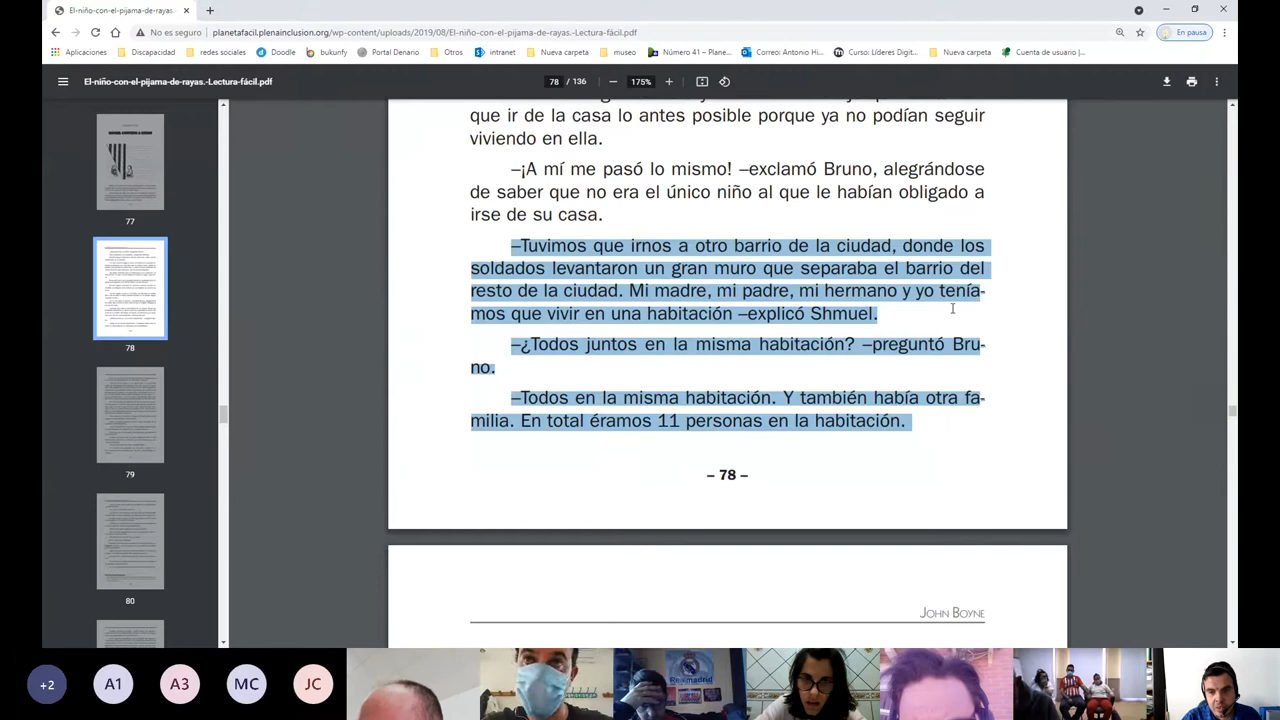 El-niño-con-el-pijama-de-rayas.-L
No es seguro | planetafacil.plenainclusion.org/wp-content/uploads/2019/08/El-niño-con-el-pijama-de-rayas.-Lectura-fácil.pdf
En pausa
Aplicaciones Discapacidad redes sociales Doodle bukunfy Portal Denario Otros intranet Nueva carpeta museo Número 41 – Plane... Correo: Antonio Hi... Curso: Líderes Digit... Nueva carpeta Cuenta de usuario|...
El-niño-con-el-pijama-de-rayas.-Lectura-fácil.pdf
78 / 136
175%
77
78
79
80
que ir de la casa lo antes posible porque ya no podían seguir
viviendo en ella.
–¡A mí me pasó lo mismo! –exclamó Bruno, alegrándose
de saber que no era el único niño al que le habían obligado a
irse de su casa.
–Tuvimos que irnos a otro barrio de la ciudad, donde los
soldados levantaron un gran muro que separaba el barrio del
resto de la ciudad. Mi madre, mi padre, mi hermano y yo tenía-
mos que vivir en una habitación –explicó Shmuel.
–¿Todos juntos en la misma habitación? –preguntó Bru-
no.
–Todos en la misma habitación. Y también había otra fa-
milia. En total éramos 11 personas en la habitación.
– 78 –
JOHN BOYNE
+2
A1
A3
MC
JC
Realmadrid